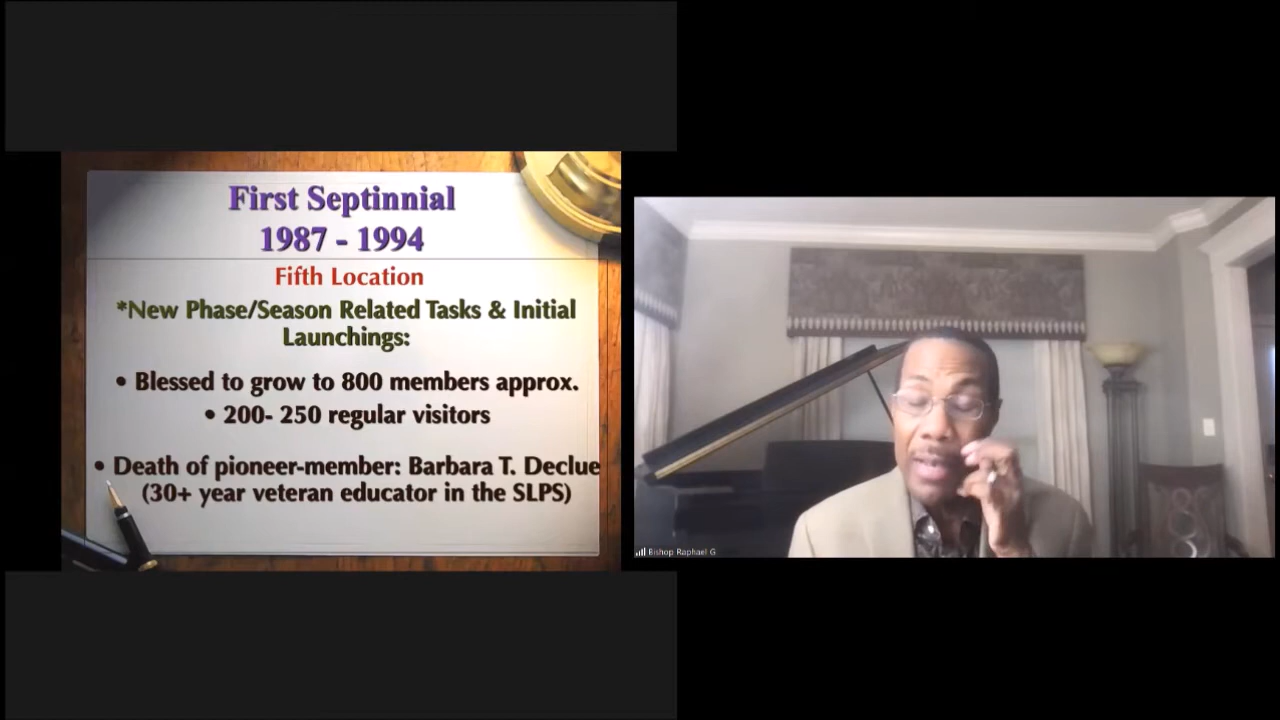 First Septinnial
1987 - 1994
Fifth Location
*New Phase/Season Related Tasks & Initial
Launchings:
• Blessed to grow to 800 members approx.
• 200- 250 regular visitors
• Death of pioneer-member: Barbara T. Declue
(30+ year veteran educator in the SLPS)
Bishop Raphael G